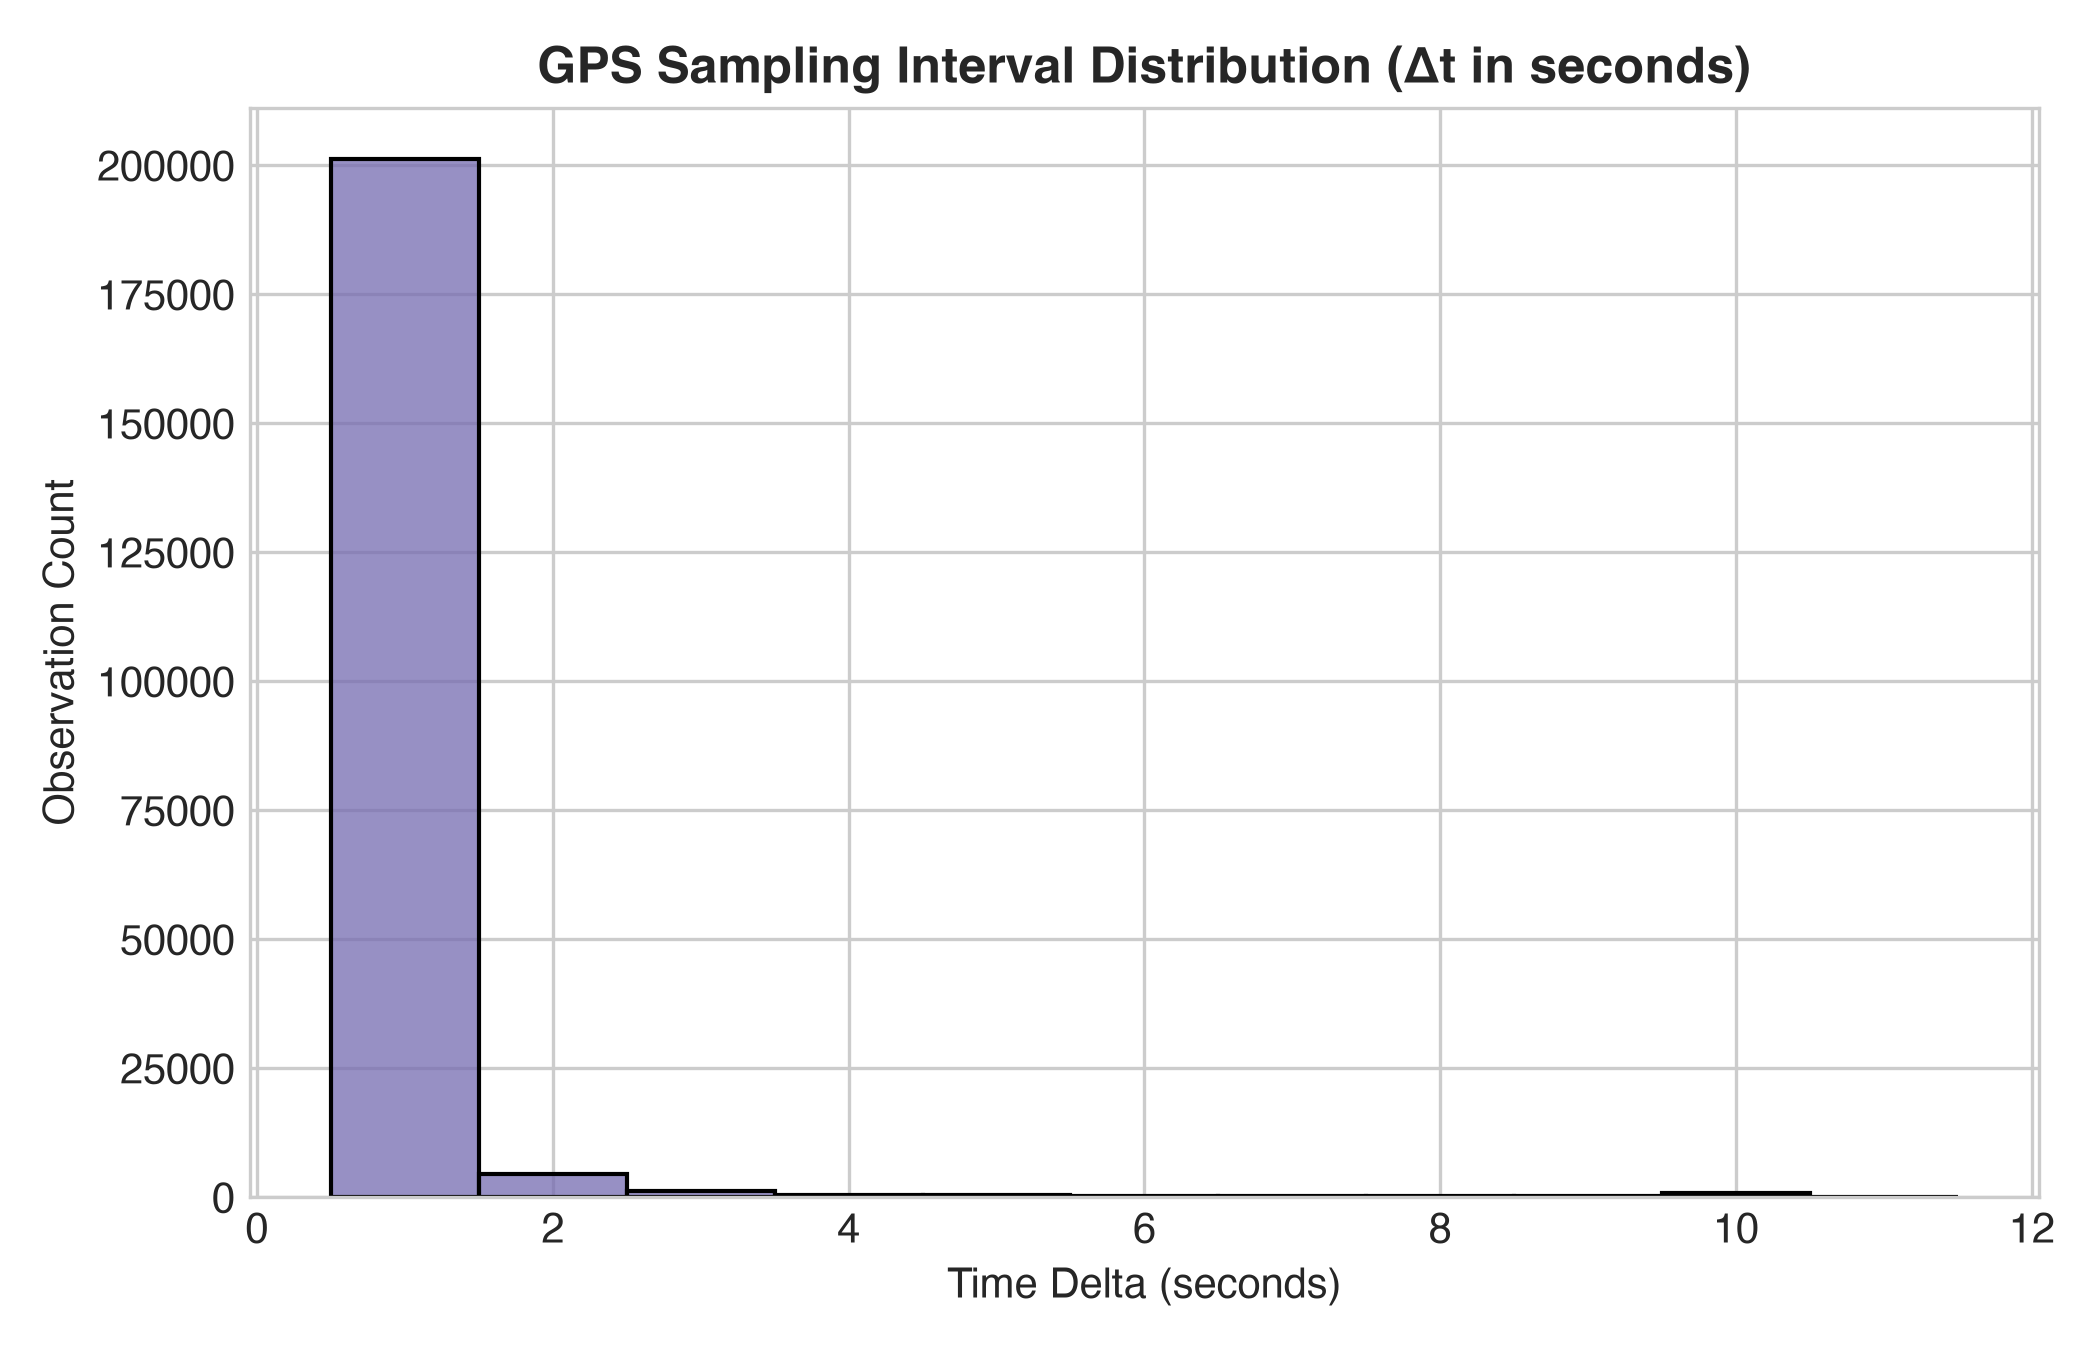 GPS Sampling Interval Distribution (Δt in seconds)
200000
175000
150000
125000
100000
75000
50000
25000
0
Observation Count
0 2 4 6 8 10 12
Time Delta (seconds)